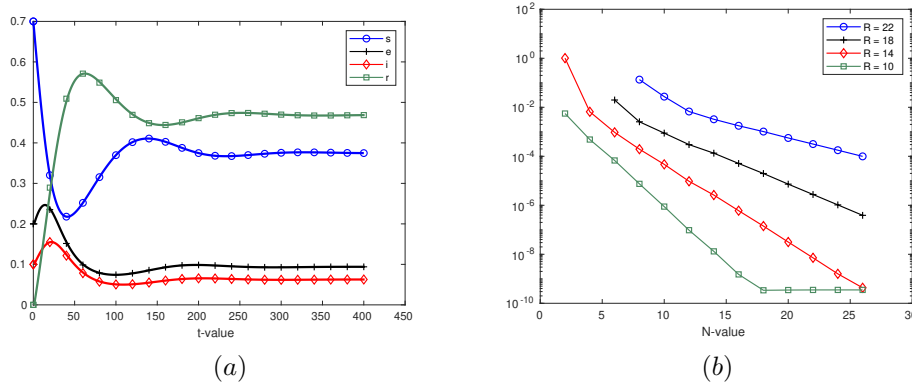 0.7
0.6
0.5
0.4
0.3
0.2
0.1
0
0 50 100 150 200 250 300 350 400 450
t-value
s
e
i
r
(a)
10^2
10^0
10^-2
10^-4
10^-6
10^-8
10^-10
0 5 10 15 20 25 30
N-value
R = 22
R = 18
R = 14
R = 10
(b)